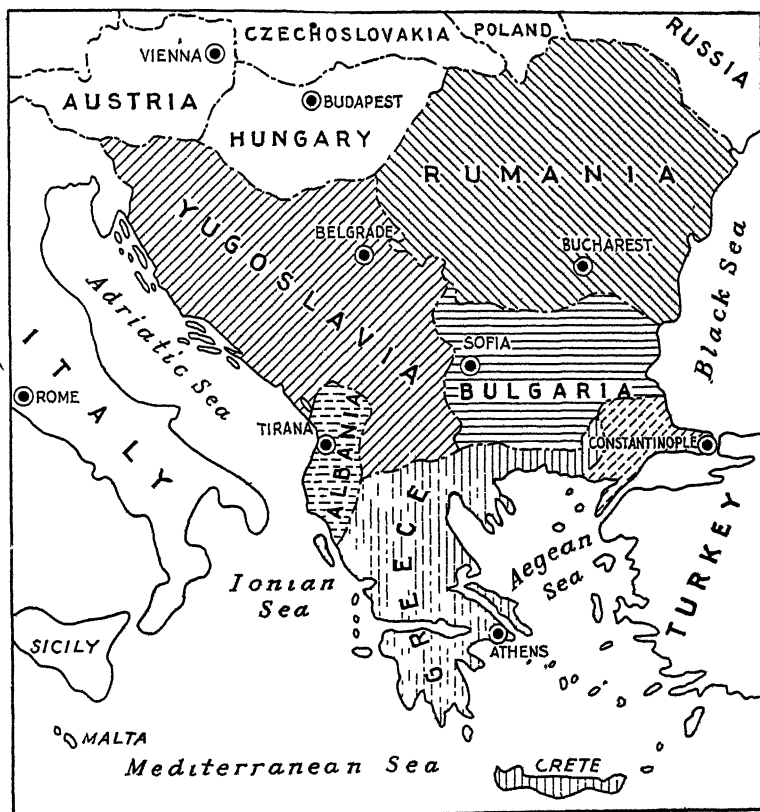 CZECHOSLOVAKIA
POLAND
RUSSIA
VIENNA
AUSTRIA
BUDAPEST
HUNGARY
RUMANIA
YUGOSLAVIA
BELGRADE
BUCHAREST
Adriatic Sea
Black Sea
ITALY
SOFIA
ROME
BULGARIA
TIRANA
ALBANIA
CONSTANTINOPLE
GREECE
Aegean
Sea
TURKEY
Ionian
Sea
SICILY
ATHENS
MALTA
Mediterranean Sea
CRETE